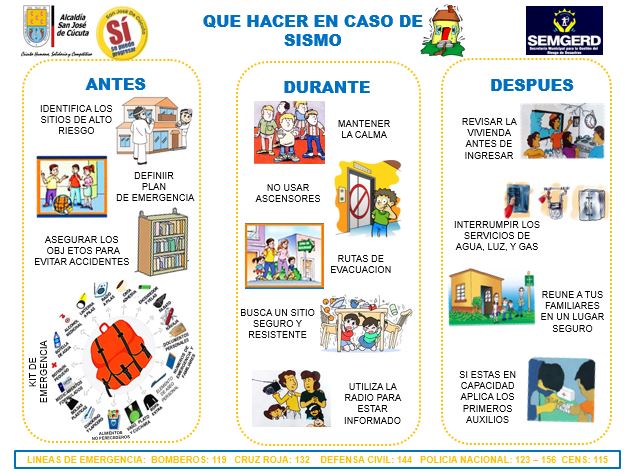 Alcaldía San José de Cúcuta
Cúcuta Humana, Solidaria y Competitiva
San José De Cúcuta
Sí
se puede
progresar
QUE HACER EN CASO DE
SISMO
SEMGERD
Secretaría Municipal para la Gestión del
Riesgo de Desastres
ANTES
IDENTIFICA LOS
SITIOS DE ALTO
RIESGO
DEFINIIR
PLAN
DE EMERGENCIA
ASEGURAR LOS
OBJ ETOS PARA
EVITAR ACCIDENTES
KIT DE
EMERGENCIA
DOCUMENTOS
PERSONALES
ALIMENTOS
NO PERECEDEROS
DURANTE
MANTENER
LA CALMA
NO USAR
ASCENSORES
RUTAS DE
EVACUACION
BUSCA UN SITIO
SEGURO Y
RESISTENTE
UTILIZA LA
RADIO PARA
ESTAR
INFORMADO
DESPUES
REVISAR LA
VIVIENDA
ANTES DE
INGRESAR
INTERRUMPIR LOS
SERVICIOS DE
AGUA, LUZ, Y GAS
REUNE A TUS
FAMILIARES
EN UN LUGAR
SEGURO
SI ESTAS EN
CAPACIDAD
APLICA LOS
PRIMEROS
AUXILIOS
LINEAS DE EMERGENCIA: BOMBEROS: 119 CRUZ ROJA: 132 DEFENSA CIVIL: 144 POLICIA NACIONAL: 123 – 156 CENS: 115